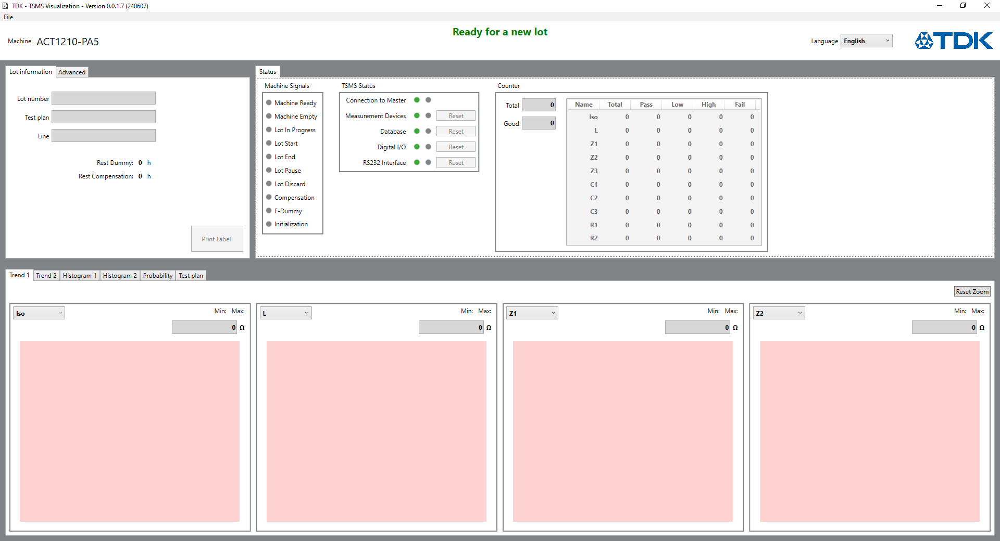 TDK - TSMS Visualization - Version 0.0.1.7 (240607)
File
Ready for a new lot
Machine ACT1210-PA5
Language English
TDK
Lot information Advanced
Lot number
Test plan
Line
Rest Dummy: 0 h
Rest Compensation: 0 h
Print Label
Status
Machine Signals
Machine Ready
Machine Empty
Lot In Progress
Lot Start
Lot End
Lot Pause
Lot Discard
Compensation
E-Dummy
Initialization
TSMS Status
Connection to Master
Measurement Devices Reset
Database Reset
Digital I/O Reset
RS232 Interface Reset
Counter
Total 0
Good 0
Name Total Pass Low High Fail
Iso 0 0 0 0 0
L 0 0 0 0 0
Z1 0 0 0 0 0
Z2 0 0 0 0 0
Z3 0 0 0 0 0
C1 0 0 0 0 0
C2 0 0 0 0 0
C3 0 0 0 0 0
R1 0 0 0 0 0
R2 0 0 0 0 0
Trend 1 Trend 2 Histogram 1 Histogram 2 Probability Test plan
Reset Zoom
Iso Min: Max:
0 Ω
L Min: Max:
0 Ω
Z1 Min: Max:
0 Ω
Z2 Min: Max:
0 Ω